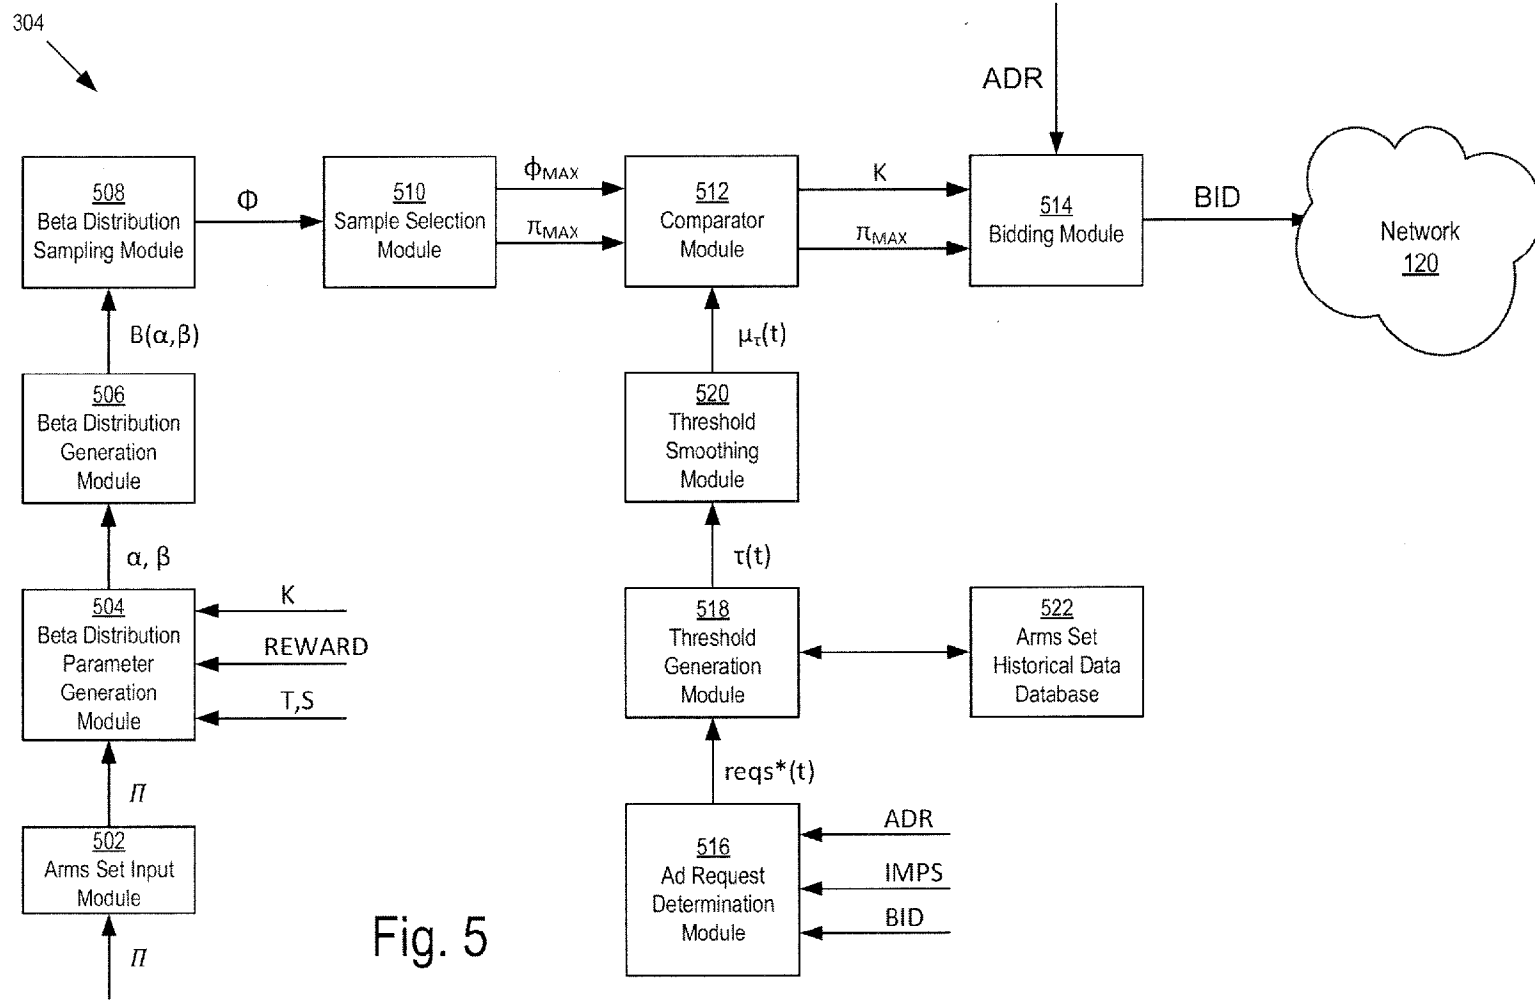 304
ADR
508
Beta Distribution
Sampling Module
Φ
510
Sample Selection
Module
ϕMAX
πMAX
512
Comparator
Module
K
πMAX
514
Bidding Module
BID
Network
120
B(α,β)
μτ(t)
506
Beta Distribution
Generation
Module
520
Threshold
Smoothing
Module
α, β
τ(t)
504
Beta Distribution
Parameter
Generation
Module
K
REWARD
T,S
518
Threshold
Generation
Module
522
Arms Set
Historical Data
Database
Π
reqs*(t)
502
Arms Set Input
Module
516
Ad Request
Determination
Module
ADR
IMPS
BID
Π
Fig. 5